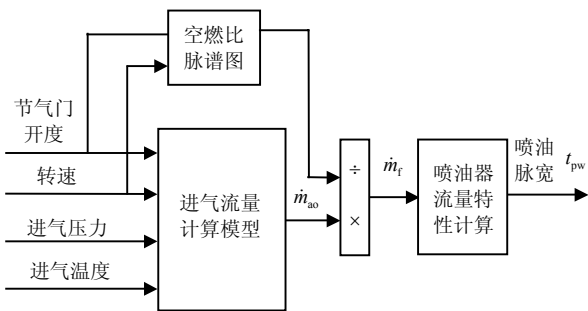 空燃比
脉谱图
节气门
开度
转速
进气压力
进气温度
进气流量
计算模型
ṁao
÷
×
ṁf
喷油器
流量特
性计算
喷油
脉宽
tpw